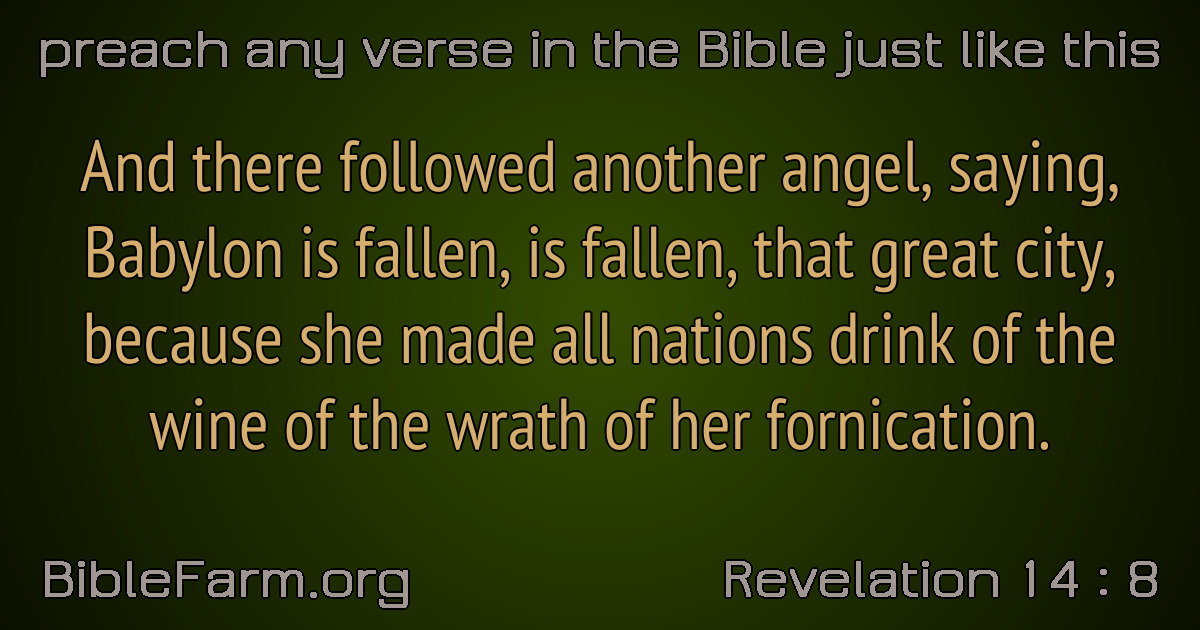 preach any verse in the Bible just like this
And there followed another angel, saying,
Babylon is fallen, is fallen, that great city,
because she made all nations drink of the
wine of the wrath of her fornication.
BibleFarm.org
Revelation 14 : 8